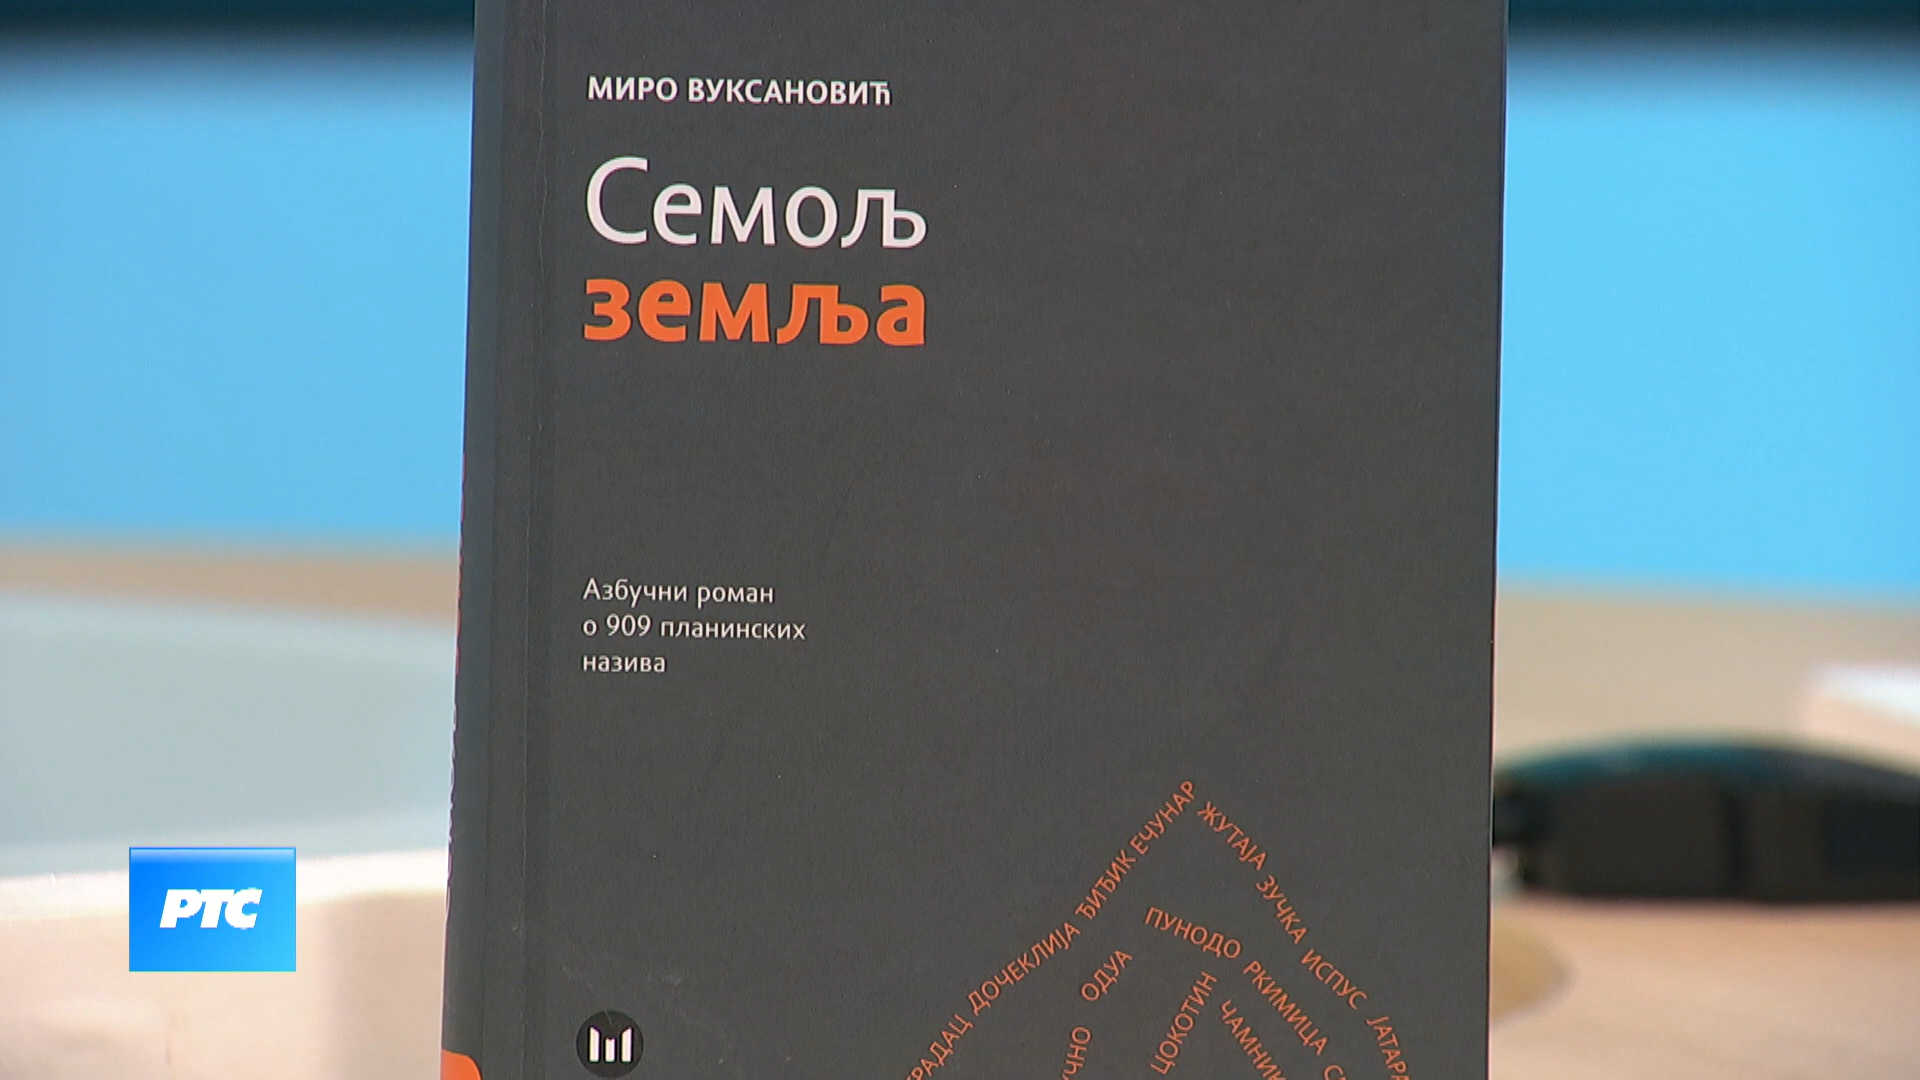 МИРО ВУКСАНОВИЋ
Семољ
земља
Азбучни роман
о 909 планинских
назива
ДОЧЕКЛИЈА ЂИЂИК ЕЧУНАР
ЖУТАЈА ЗУЧКА ИСПУС
ОДУА
ПУНОДО РКИМИЦА
ЦОКОТИН
РТС